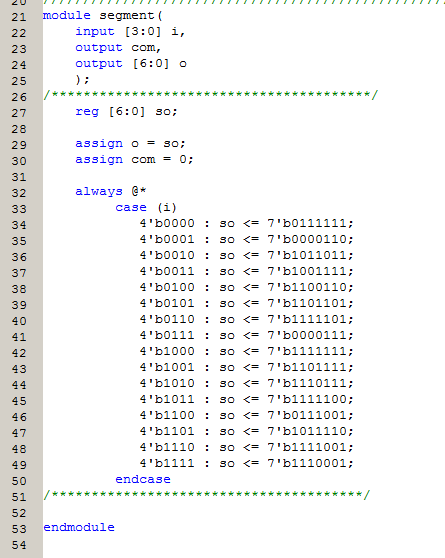 20 ////////////////////////////////////////////////////
21 module segment(
22 input [3:0] i,
23 output com,
24 output [6:0] o
25 );
26 /****************************************/
27 reg [6:0] so;
28
29 assign o = so;
30 assign com = 0;
31
32 always @*
33 case (i)
34 4'b0000 : so <= 7'b0111111;
35 4'b0001 : so <= 7'b0000110;
36 4'b0010 : so <= 7'b1011011;
37 4'b0011 : so <= 7'b1001111;
38 4'b0100 : so <= 7'b1100110;
39 4'b0101 : so <= 7'b1101101;
40 4'b0110 : so <= 7'b1111101;
41 4'b0111 : so <= 7'b0000111;
42 4'b1000 : so <= 7'b1111111;
43 4'b1001 : so <= 7'b1101111;
44 4'b1010 : so <= 7'b1110111;
45 4'b1011 : so <= 7'b1111100;
46 4'b1100 : so <= 7'b0111001;
47 4'b1101 : so <= 7'b1011110;
48 4'b1110 : so <= 7'b1111001;
49 4'b1111 : so <= 7'b1110001;
50 endcase
51 /***************************************/
52
53 endmodule
54